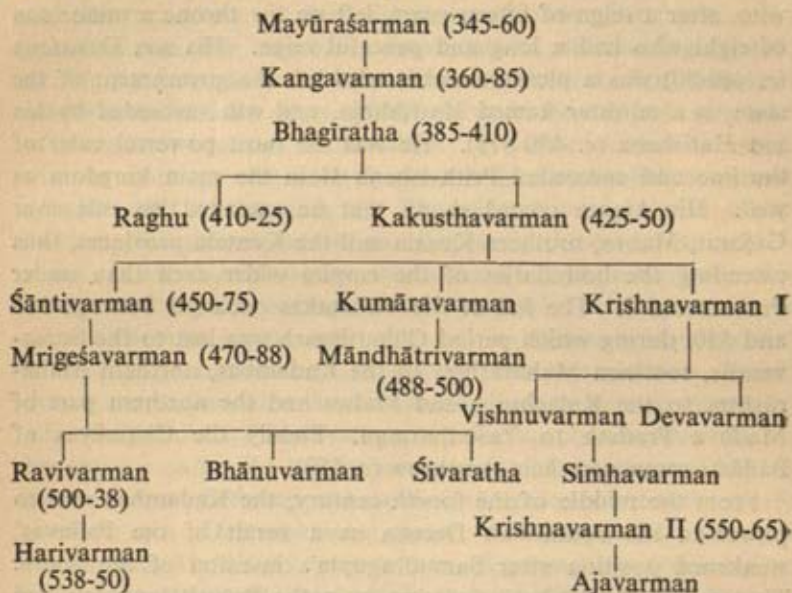 Mayūraśarman (345-60)
Kangavarman (360-85)
Bhagīratha (385-410)
Raghu (410-25) Kakusthavarman (425-50)
Śāntivarman (450-75) Kumāravarman Krishnavarman I
Mrigeśavarman (470-88) Māndhātrivarman
(488-500)
Vishnuvarman Devavarman
Ravivarman Bhānuvarman Śivaratha Simhavarman
(500-38)
Krishnavarman II (550-65)
Harivarman
(538-50) Ajavarman